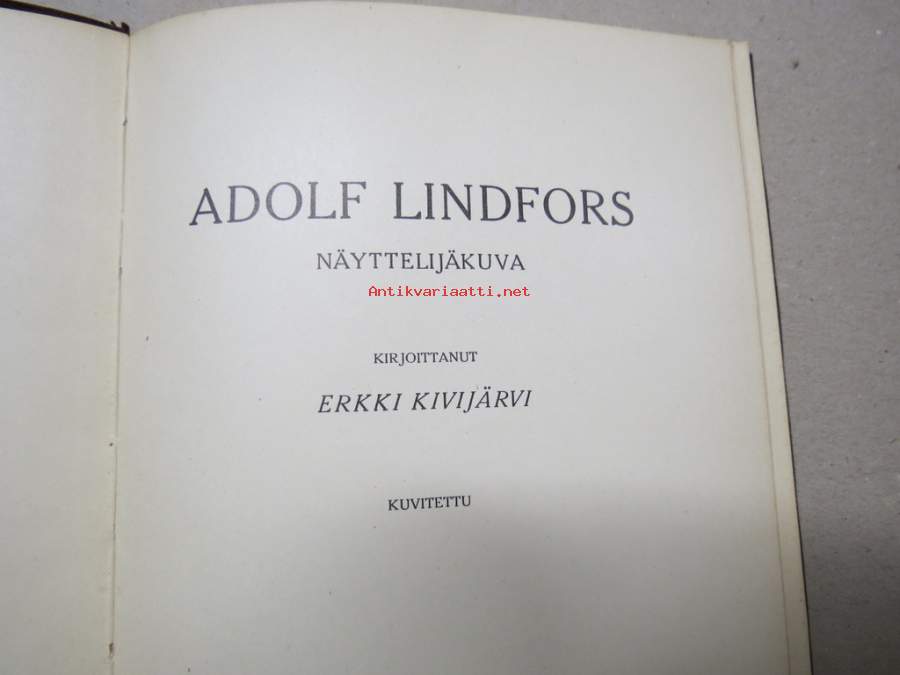 ADOLF LINDFORS
NÄYTTELIJÄKUVA
Antikvariaatti.net
KIRJOITTANUT
ERKKI KIVIJÄRVI
KUVITETTU